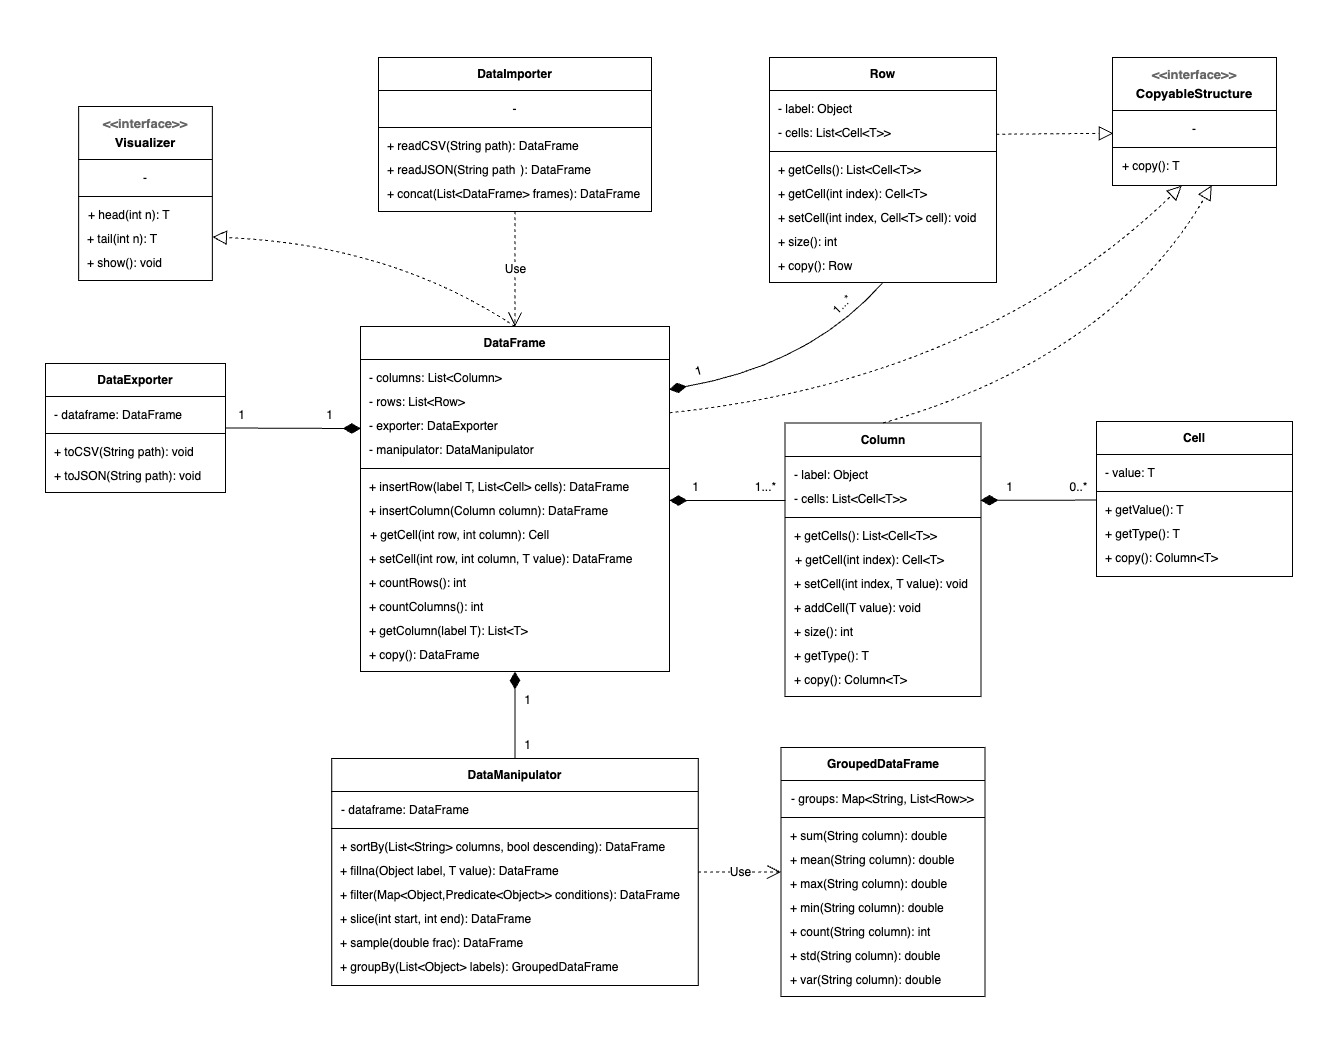 <<interface>>
Visualizer
-
+ head(int n): T
+ tail(int n): T
+ show(): void
DataImporter
-
+ readCSV(String path): DataFrame
+ readJSON(String path ): DataFrame
+ concat(List<DataFrame> frames): DataFrame
Row
- label: Object
- cells: List<Cell<T>>
+ getCells(): List<Cell<T>>
+ getCell(int index): Cell<T>
+ setCell(int index, Cell<T> cell): void
+ size(): int
+ copy(): Row
<<interface>>
CopyableStructure
-
+ copy(): T
Use
1...*
1
DataExporter
- dataframe: DataFrame
+ toCSV(String path): void
+ toJSON(String path): void
1
1
DataFrame
- columns: List<Column>
- rows: List<Row>
- exporter: DataExporter
- manipulator: DataManipulator
+ insertRow(label T, List<Cell> cells): DataFrame
+ insertColumn(Column column): DataFrame
+ getCell(int row, int column): Cell
+ setCell(int row, int column, T value): DataFrame
+ countRows(): int
+ countColumns(): int
+ getColumn(label T): List<T>
+ copy(): DataFrame
1
1...*
Column
- label: Object
- cells: List<Cell<T>>
+ getCells(): List<Cell<T>>
+ getCell(int index): Cell<T>
+ setCell(int index, T value): void
+ addCell(T value): void
+ size(): int
+ getType(): T
+ copy(): Column<T>
1
0..*
Cell
- value: T
+ getValue(): T
+ getType(): T
+ copy(): Column<T>
1
1
DataManipulator
- dataframe: DataFrame
+ sortBy(List<String> columns, bool descending): DataFrame
+ fillna(Object label, T value): DataFrame
+ filter(Map<Object,Predicate<Object>> conditions): DataFrame
+ slice(int start, int end): DataFrame
+ sample(double frac): DataFrame
+ groupBy(List<Object> labels): GroupedDataFrame
Use
GroupedDataFrame
- groups: Map<String, List<Row>>
+ sum(String column): double
+ mean(String column): double
+ max(String column): double
+ min(String column): double
+ count(String column): int
+ std(String column): double
+ var(String column): double